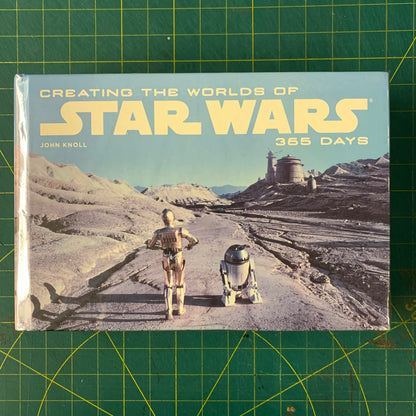 CREATING THE WORLDS OF
STAR WARS®
365 DAYS
JOHN KNOLL